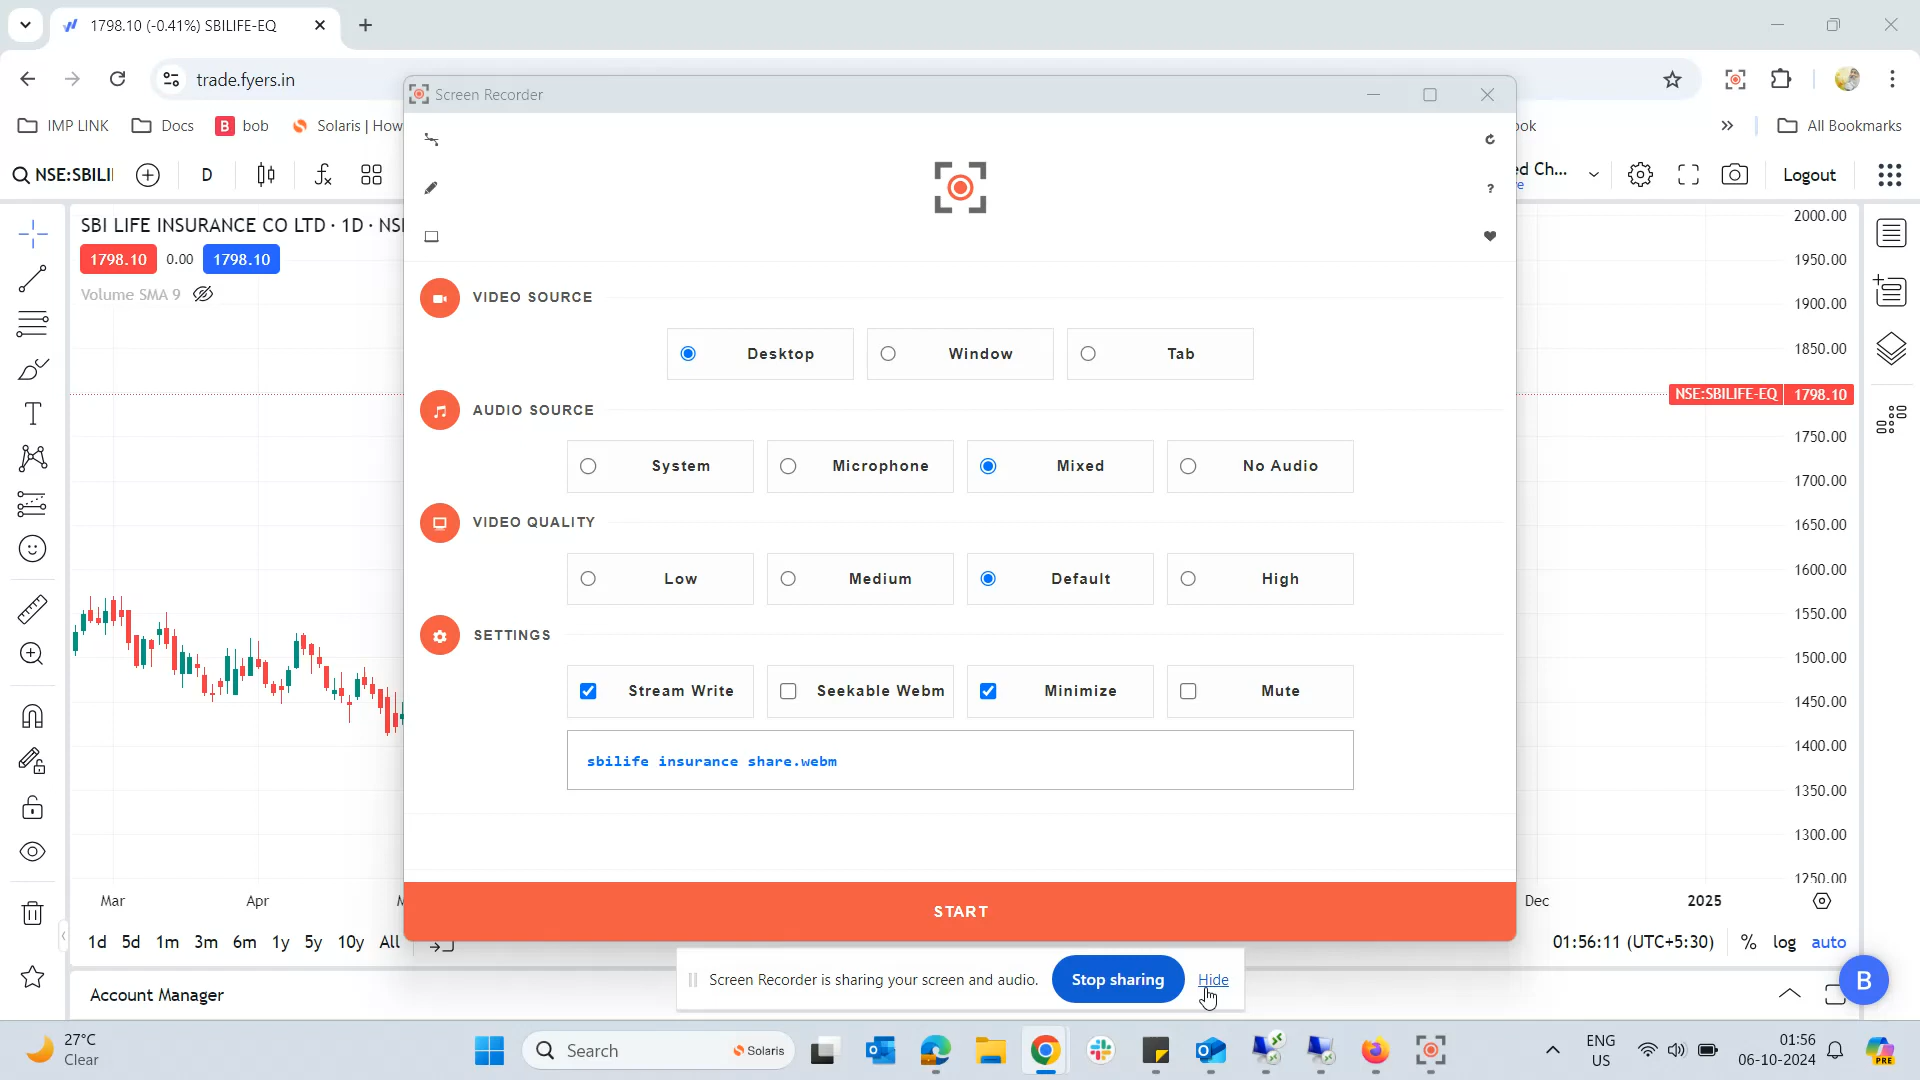 1798.10 (-0.41%) SBILIFE-EQ
trade.fyers.in
Screen Recorder
IMP LINK
Docs
B bob
Solaris | How
ook
All Bookmarks
NSE:SBILI
D
ed Ch...
Logout
SBI LIFE INSURANCE CO LTD · 1D · NSE
1798.10
0.00
1798.10
Volume SMA 9
VIDEO SOURCE
Desktop
Window
Tab
AUDIO SOURCE
System
Microphone
Mixed
No Audio
VIDEO QUALITY
Low
Medium
Default
High
SETTINGS
Stream Write
Seekable Webm
Minimize
Mute
sbilife insurance share.webm
START
2000.00
1950.00
1900.00
1850.00
NSE:SBILIFE-EQ 1798.10
1750.00
1700.00
1650.00
1600.00
1550.00
1500.00
1450.00
1400.00
1350.00
1300.00
1250.00
Mar
Apr
Dec
2025
1d 5d 1m 3m 6m 1y 5y 10y All
01:56:11 (UTC+5:30)
% log auto
Screen Recorder is sharing your screen and audio.
Stop sharing
Hide
Account Manager
B
27°C
Clear
Search
Solaris
ENG
US
01:56
06-10-2024
PRE